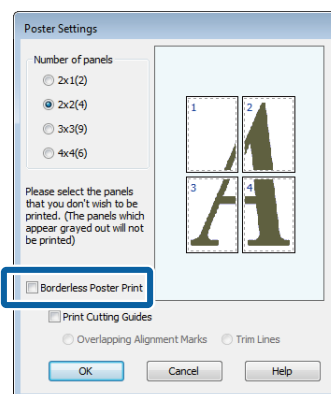 Poster Settings
Number of panels
2x1(2)
2x2(4)
3x3(9)
4x4(6)
1
2
3
4
Please select the panels
that you don't wish to be
printed. (The panels which
appear grayed out will not
be printed)
Borderless Poster Print
Print Cutting Guides
Overlapping Alignment Marks
Trim Lines
OK
Cancel
Help